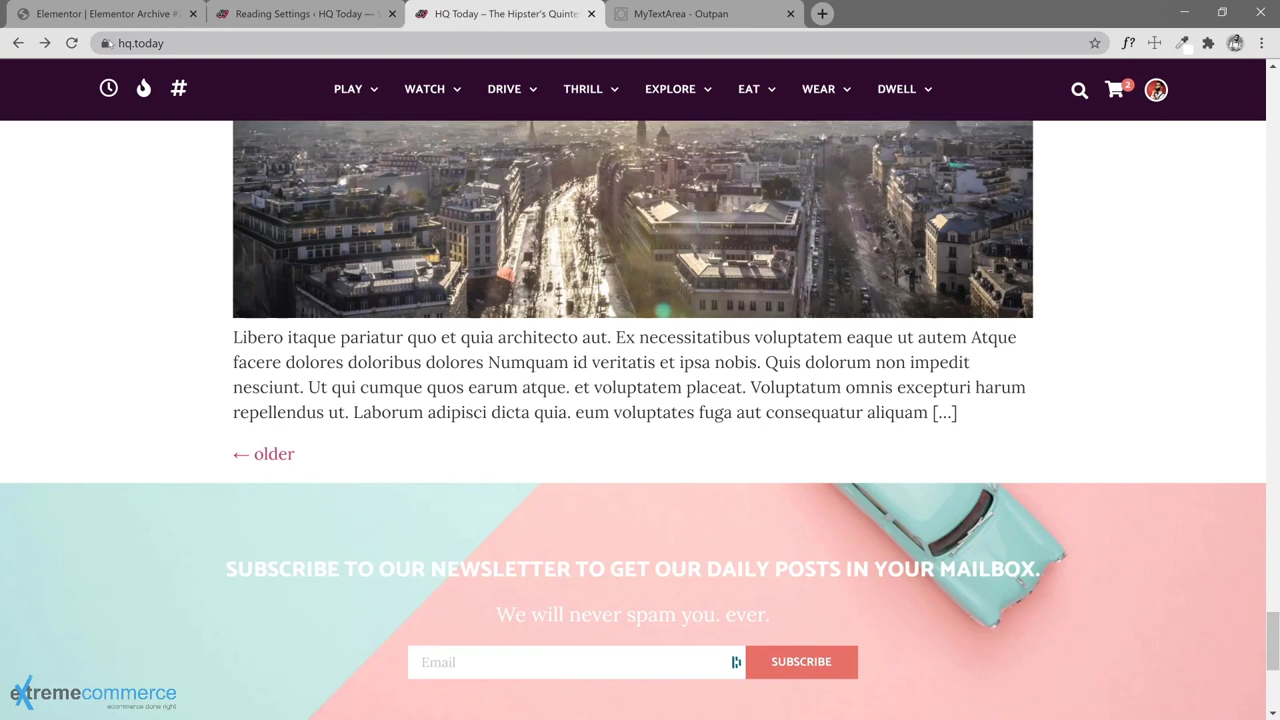 Elementor | Elementor Archive #
Reading Settings ‹ HQ Today —
HQ Today – The Hipster's Quinte
MyTextArea - Outpan
hq.today
f?
#
PLAY
WATCH
DRIVE
THRILL
EXPLORE
EAT
WEAR
DWELL
2
Libero itaque pariatur quo et quia architecto aut. Ex necessitatibus voluptatem eaque ut autem Atque
facere dolores doloribus dolores Numquam id veritatis et ipsa nobis. Quis dolorum non impedit
nesciunt. Ut qui cumque quos earum atque. et voluptatem placeat. Voluptatum omnis excepturi harum
repellendus ut. Laborum adipisci dicta quia. eum voluptates fuga aut consequatur aliquam […]
← older
SUBSCRIBE TO OUR NEWSLETTER TO GET OUR DAILY POSTS IN YOUR MAILBOX.
We will never spam you. ever.
Email
SUBSCRIBE
extremecommerce
ecommerce done right